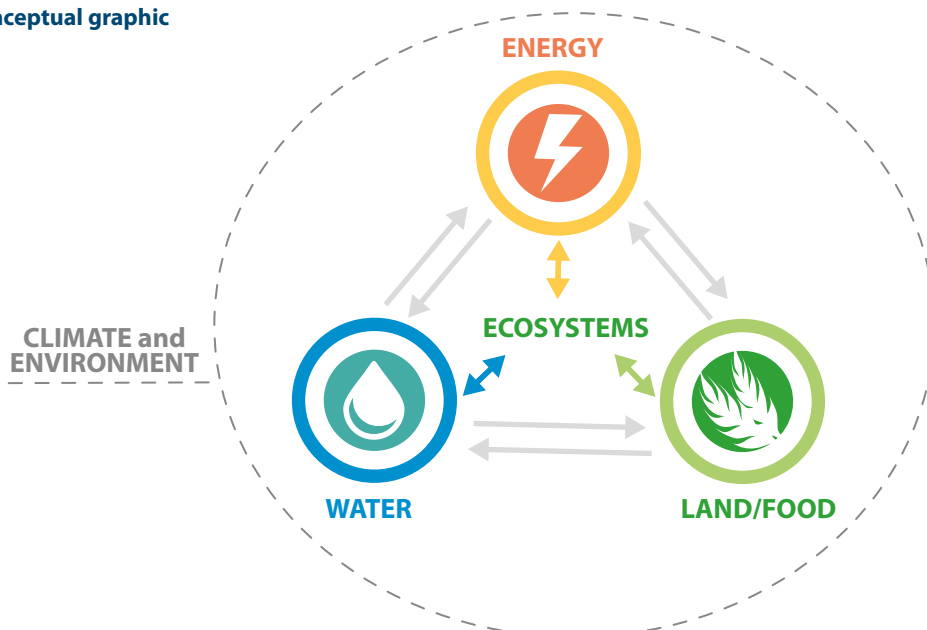 nceptual graphic
ENERGY
ECOSYSTEMS
CLIMATE and
ENVIRONMENT
WATER
LAND/FOOD